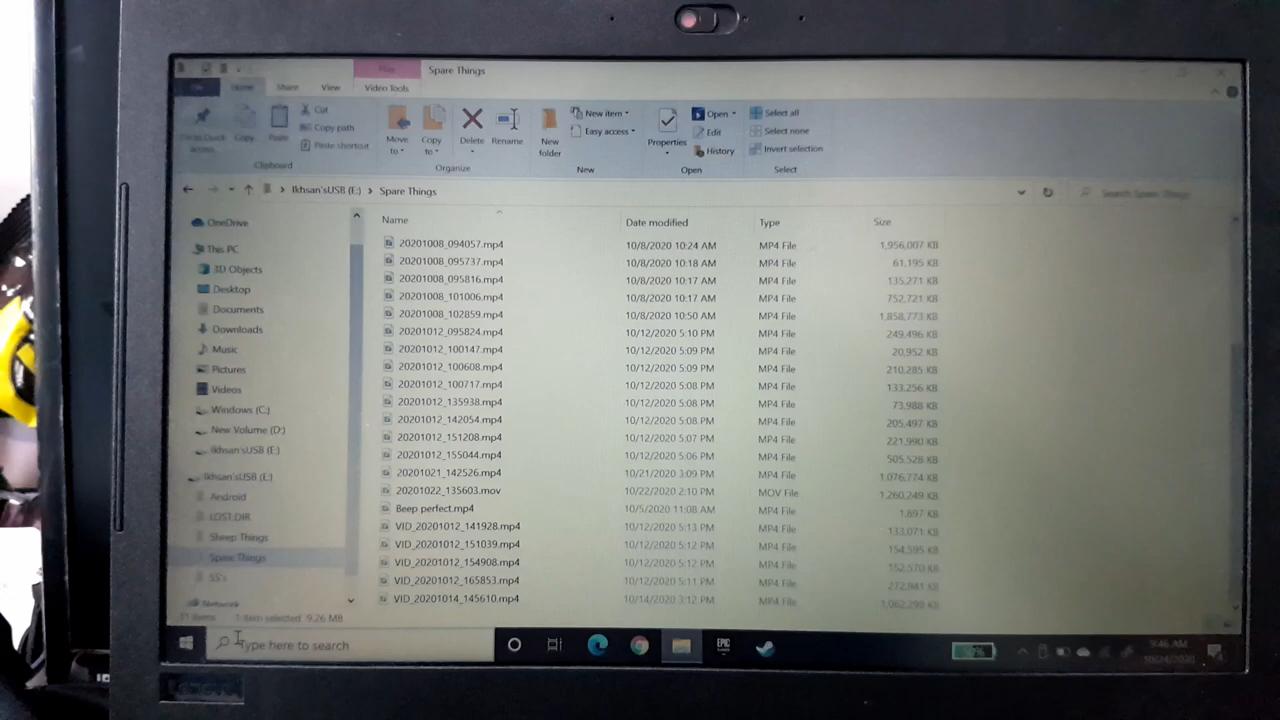 Spare Things
Home Share View Video Tools
Cut
Copy path
Paste shortcut
Copy Paste
Move to
Copy to
Delete Rename
New folder
New item
Easy access
Properties
Open
Edit
History
Select all
Select none
Invert selection
Clipboard Organize New Open Select
Ikhsan'sUSB (E:) > Spare Things
Search Spare Things
Name Date modified Type Size
OneDrive
This PC
3D Objects
Desktop
Documents
Downloads
Music
Pictures
Videos
Windows (C:)
New Volume (D:)
Ikhsan'sUSB (E:)
Ikhsan'sUSB (E:)
Android
LOST.DIR
Sheep Things
Spare Things
SS's
Network
20201008_094057.mp4 10/8/2020 10:24 AM MP4 File 1,956,007 KB
20201008_095737.mp4 10/8/2020 10:18 AM MP4 File 61,195 KB
20201008_095816.mp4 10/8/2020 10:17 AM MP4 File 135,271 KB
20201008_101006.mp4 10/8/2020 10:17 AM MP4 File 752,721 KB
20201008_102859.mp4 10/8/2020 10:50 AM MP4 File 1,858,773 KB
20201012_095824.mp4 10/12/2020 5:10 PM MP4 File 249,496 KB
20201012_100147.mp4 10/12/2020 5:09 PM MP4 File 20,952 KB
20201012_100608.mp4 10/12/2020 5:09 PM MP4 File 210,285 KB
20201012_100717.mp4 10/12/2020 5:08 PM MP4 File 133,256 KB
20201012_135938.mp4 10/12/2020 5:08 PM MP4 File 73,988 KB
20201012_142054.mp4 10/12/2020 5:08 PM MP4 File 205,497 KB
20201012_151208.mp4 10/12/2020 5:07 PM MP4 File 221,990 KB
20201012_155044.mp4 10/12/2020 5:06 PM MP4 File 505,528 KB
20201021_142526.mp4 10/21/2020 3:09 PM MP4 File 1,076,774 KB
20201022_135603.mov 10/22/2020 2:10 PM MOV File 1,260,249 KB
Beep perfect.mp4 10/5/2020 11:08 AM MP4 File 1,697 KB
VID_20201012_141928.mp4 10/12/2020 5:13 PM MP4 File 133,071 KB
VID_20201012_151039.mp4 10/12/2020 5:12 PM MP4 File 154,595 KB
VID_20201012_154908.mp4 10/12/2020 5:12 PM MP4 File 152,570 KB
VID_20201012_165853.mp4 10/12/2020 5:11 PM MP4 File 272,841 KB
VID_20201014_145610.mp4 10/14/2020 3:12 PM MP4 File 1,062,298 KB
1 item selected 9.26 MB
Type here to search
EPIC
9:46 AM
10/24/2020
Lenovo